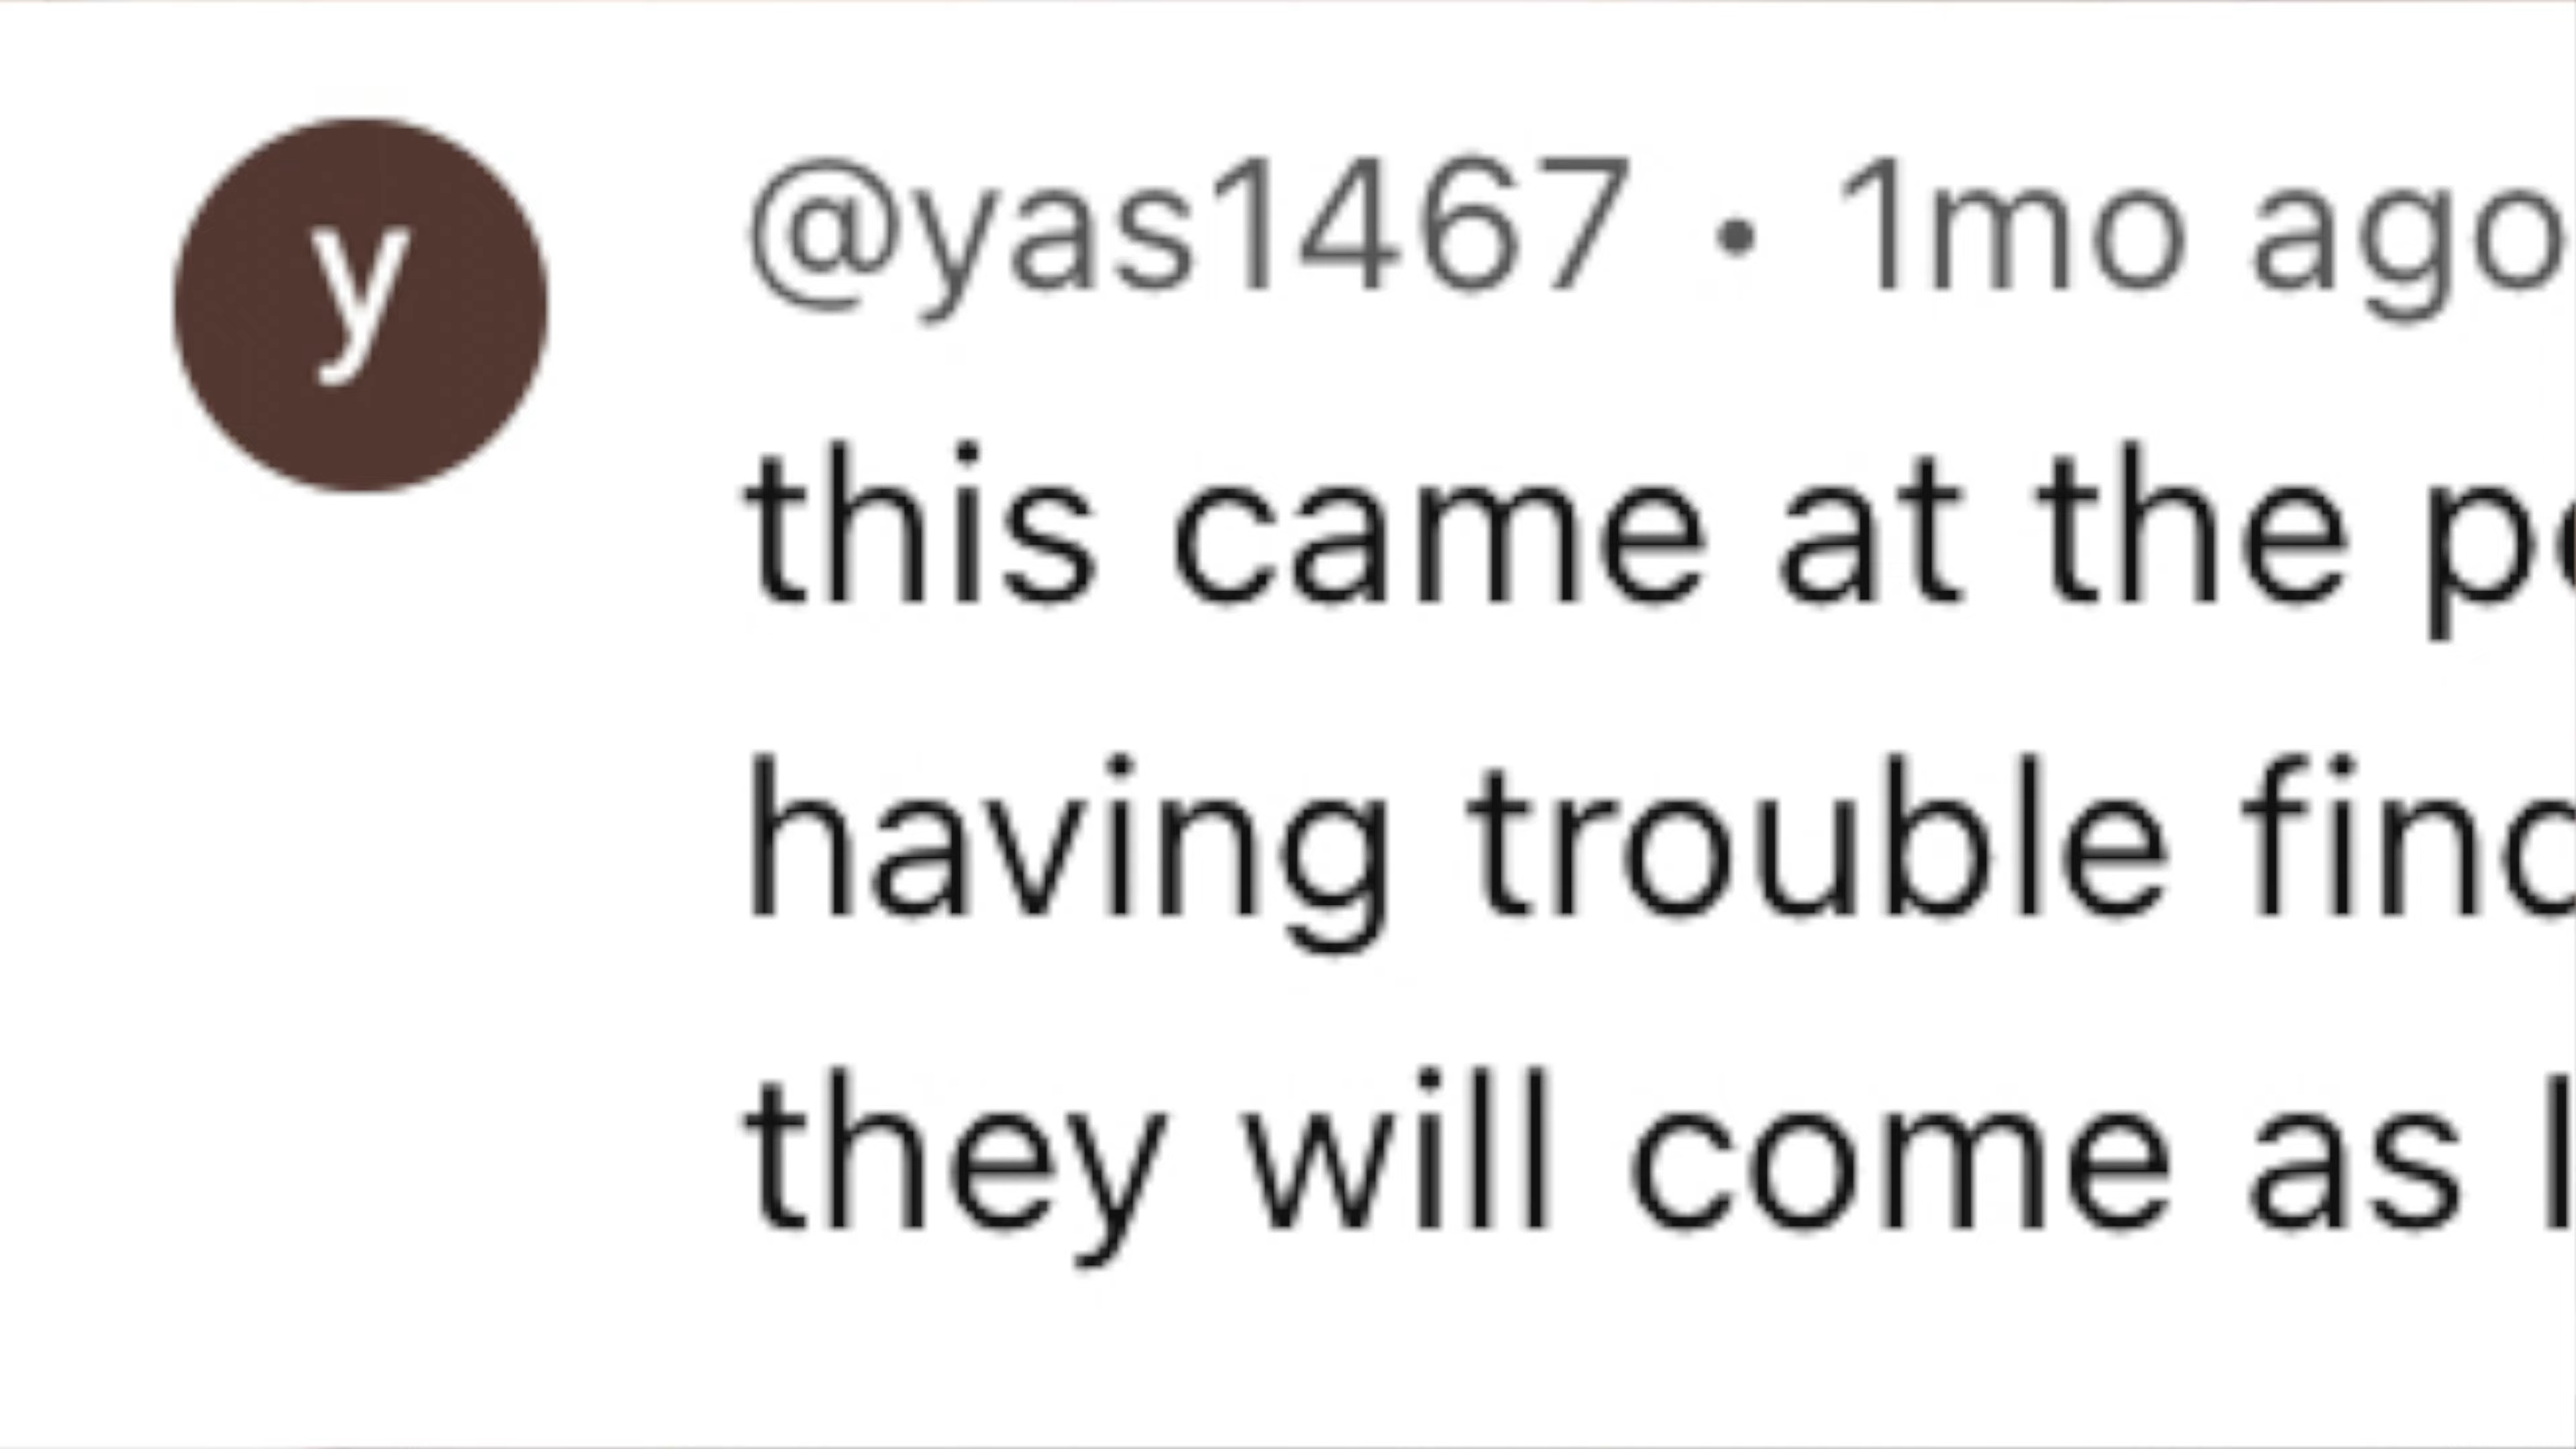 y
@yas1467 • 1mo ago
this came at the
having trouble
they will come as